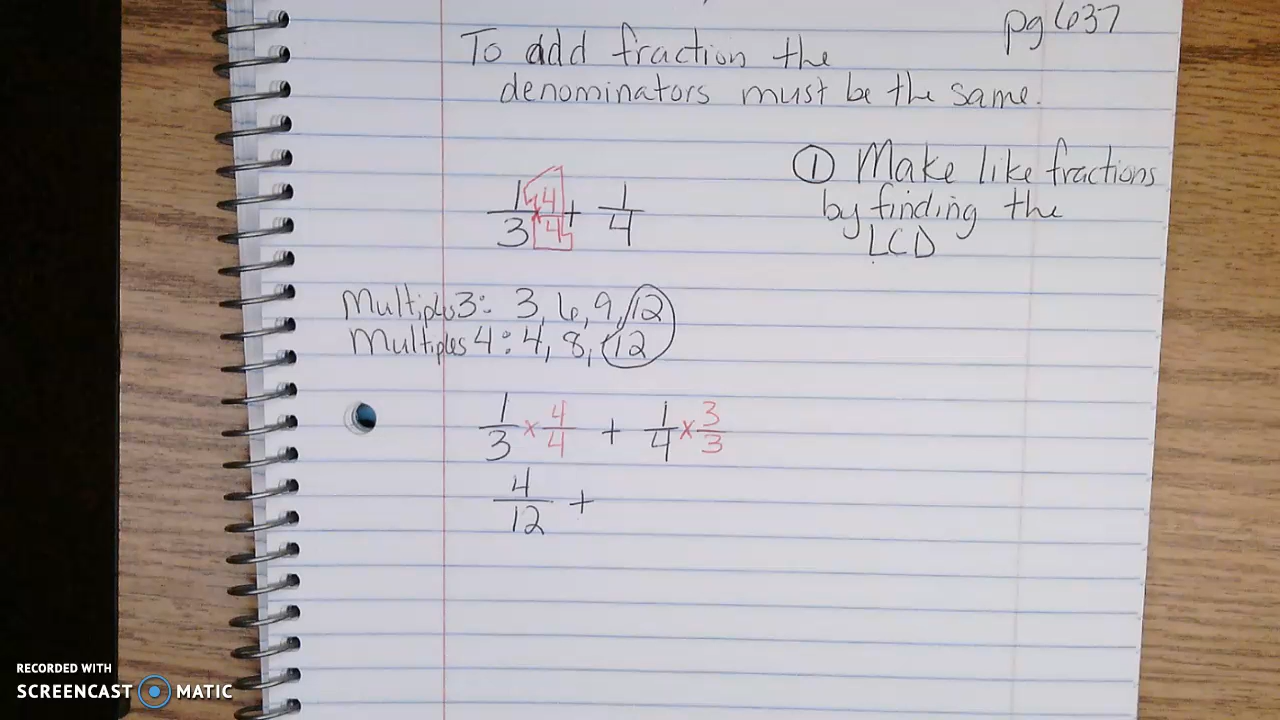 pg 637
To add fraction the
denominators must be the same.
① Make like fractions
by finding the
LCD
1/3 × 4/4 + 1/4
Multiples 3: 3, 6, 9, 12
Multiples 4: 4, 8, 12
1/3 × 4/4 + 1/4 × 3/3
4/12 +
RECORDED WITH
SCREENCAST MATIC